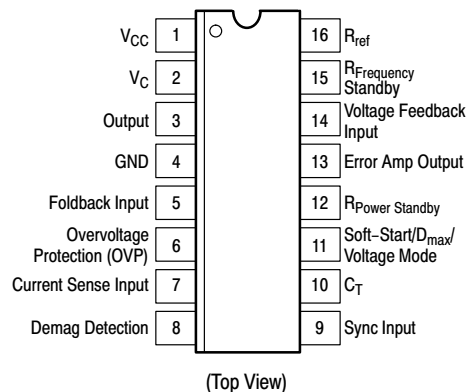 V_CC 1
V_C 2
Output 3
GND 4
Foldback Input 5
Overvoltage
Protection (OVP) 6
Current Sense Input 7
Demag Detection 8
16 R_ref
15 R_Frequency
Standby
14 Voltage Feedback
Input
13 Error Amp Output
12 R_Power Standby
11 Soft–Start/D_max/
Voltage Mode
10 C_T
9 Sync Input
(Top View)